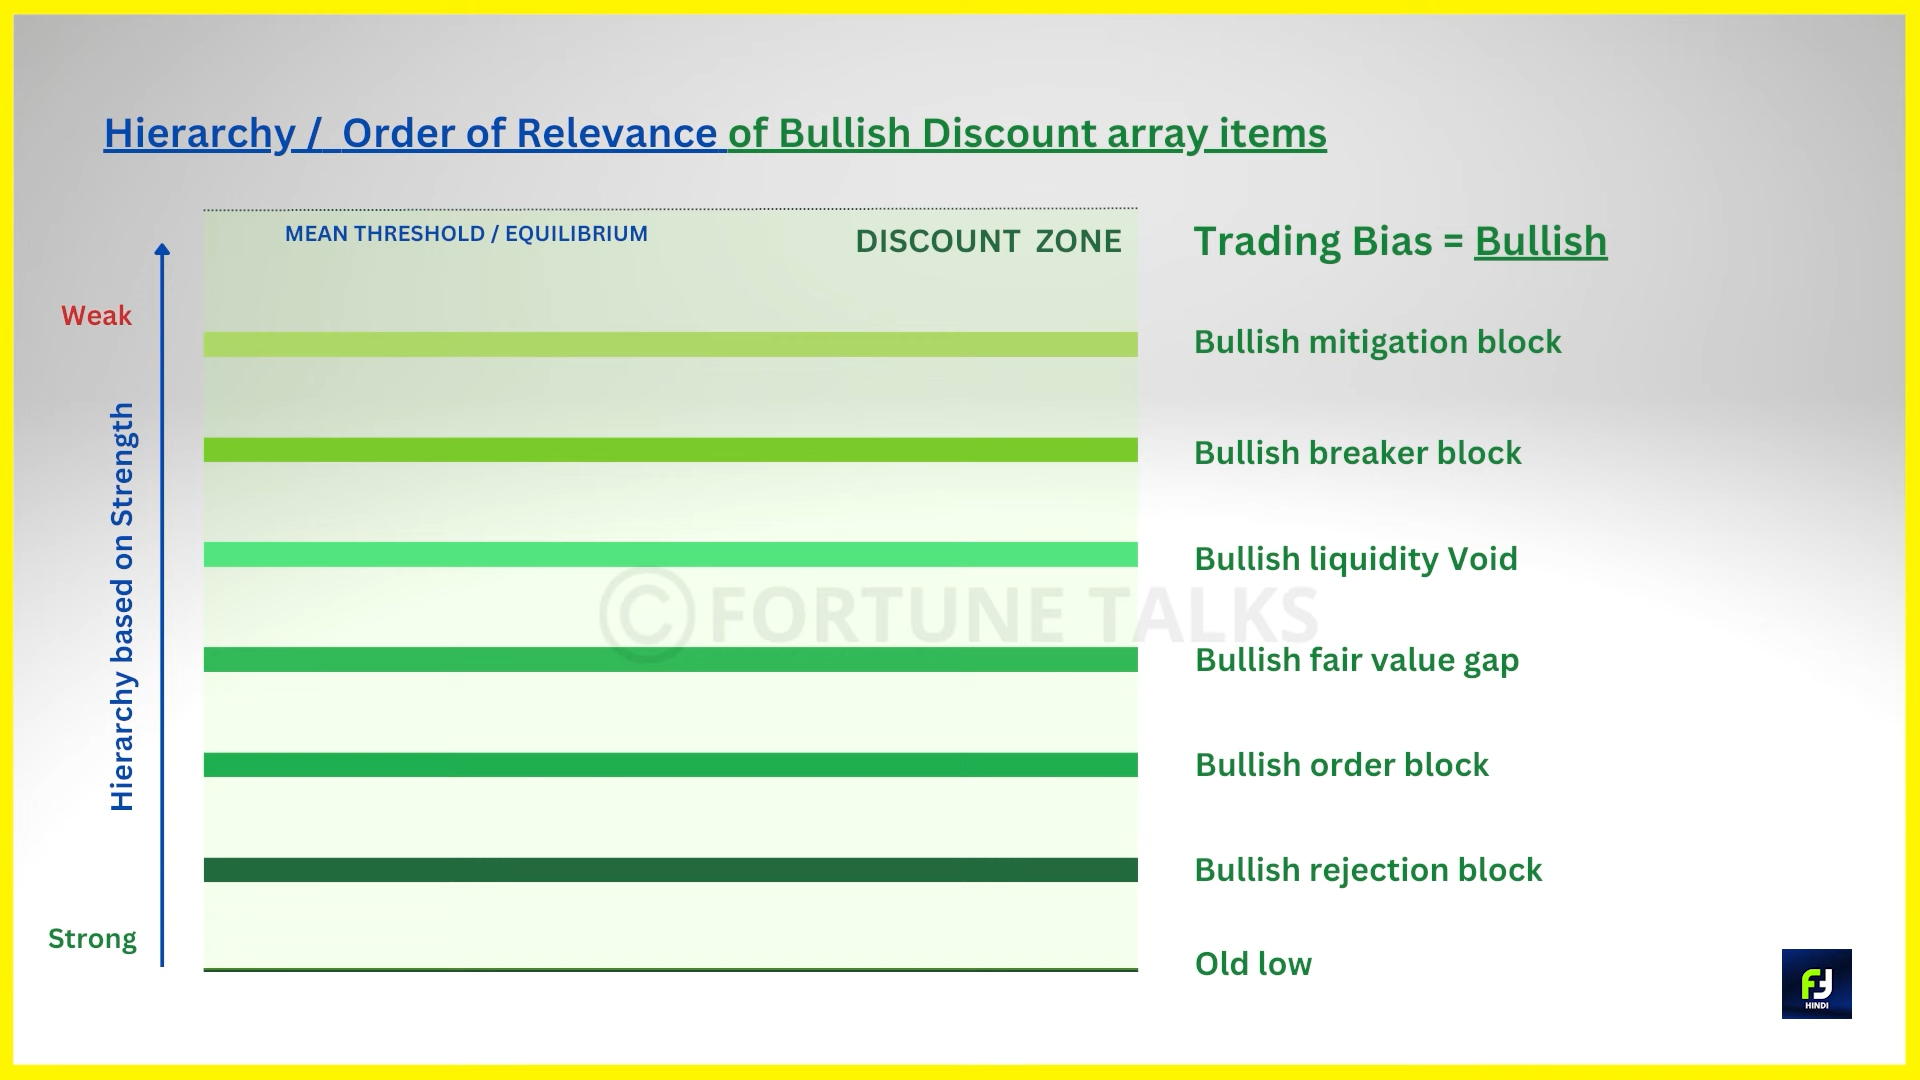 Hierarchy / Order of Relevance of Bullish Discount array items
MEAN THRESHOLD / EQUILIBRIUM
DISCOUNT ZONE
Trading Bias = Bullish
Weak
Bullish mitigation block
Hierarchy based on Strength
Bullish breaker block
Bullish liquidity Void
© FORTUNE TALKS
Bullish fair value gap
Bullish order block
Bullish rejection block
Strong
Old low
HINDI